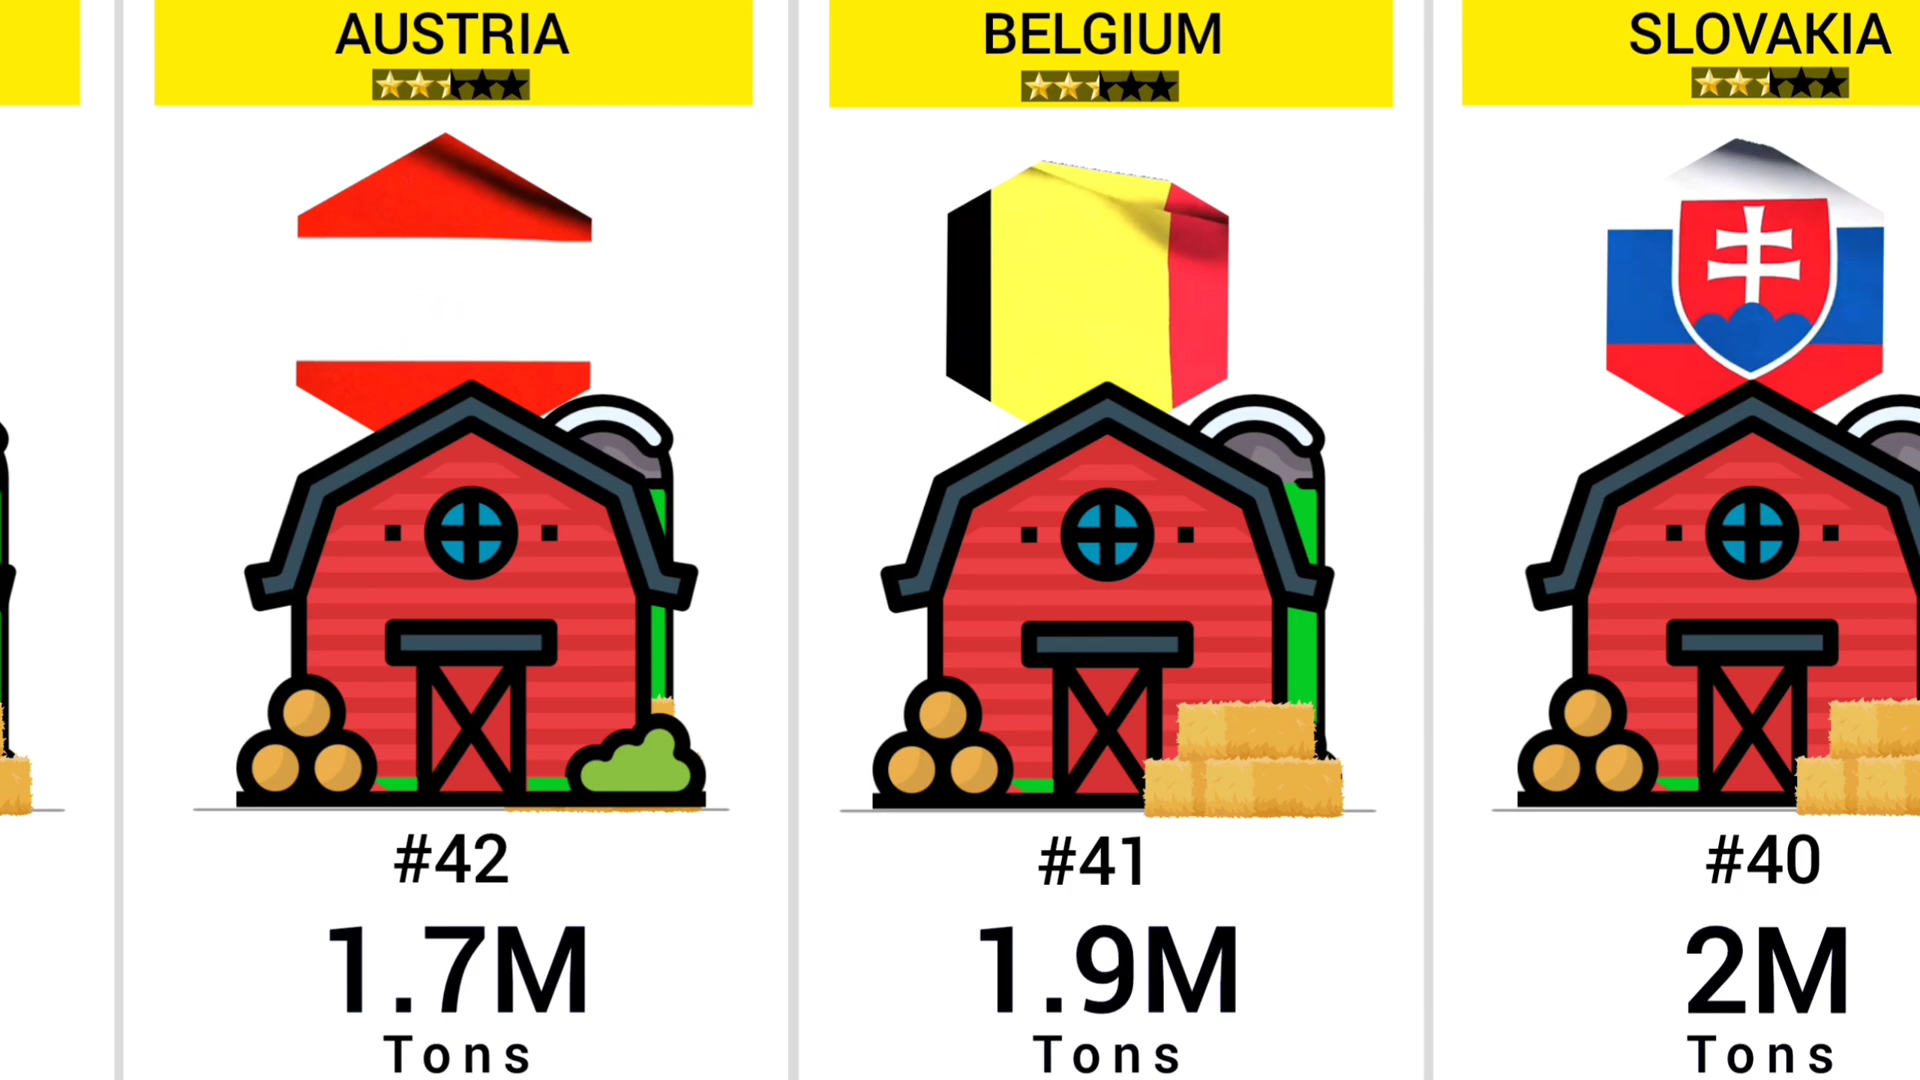 AUSTRIA
#42
1.7M
Tons
BELGIUM
#41
1.9M
Tons
SLOVAKIA
#40
2M
Tons